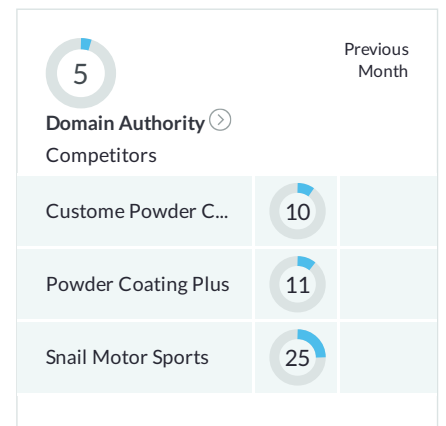 5
Previous
Month
Domain Authority
Competitors
Custome Powder C... 10
Powder Coating Plus 11
Snail Motor Sports 25